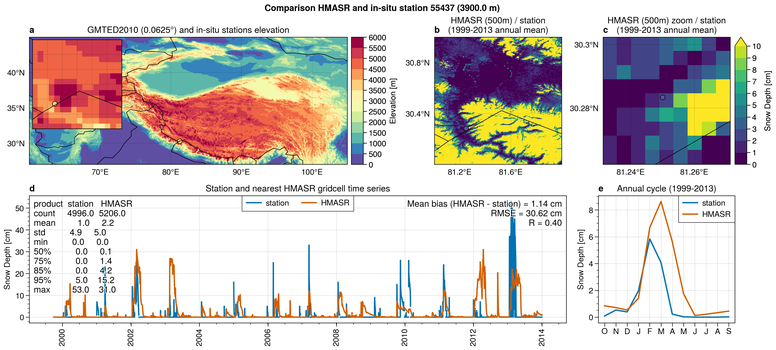 Comparison HMASR and in-situ station 55437 (3900.0 m)
a GMTED2010 (0.0625°) and in-situ stations elevation
40°N
35°N
30°N
70°E 80°E 90°E 100°E
6000
5500
5000
4500
4000
3500
3000
2500
2000
1500
1000
500
0
Elevation [m]
HMASR (500m) / station
b (1999-2013 annual mean)
30.8°N
30.4°N
81.2°E 81.6°E
HMASR (500m) zoom / station
c (1999-2013 annual mean)
30.3°N
30.28°N
81.24°E 81.26°E
10
9
8
7
6
5
4
3
2
1
0
Snow Depth [cm]
d Station and nearest HMASR gridcell time series
product station HMASR
count 4996.0 5206.0
mean 1.0 2.2
std 4.9 5.0
min 0.0 0.0
50% 0.0 0.1
75% 0.0 1.4
85% 0.0 4.2
95% 5.0 15.2
max 53.0 31.0
station HMASR
Mean bias (HMASR - station) = 1.14 cm
RMSE = 30.62 cm
R = 0.40
Snow Depth [cm]
50
40
30
20
10
0
2000 2002 2004 2006 2008 2010 2012 2014
e Annual cycle (1999-2013)
station
HMASR
Snow Depth [cm]
8
6
4
2
0
O N D J F M A M J J A S